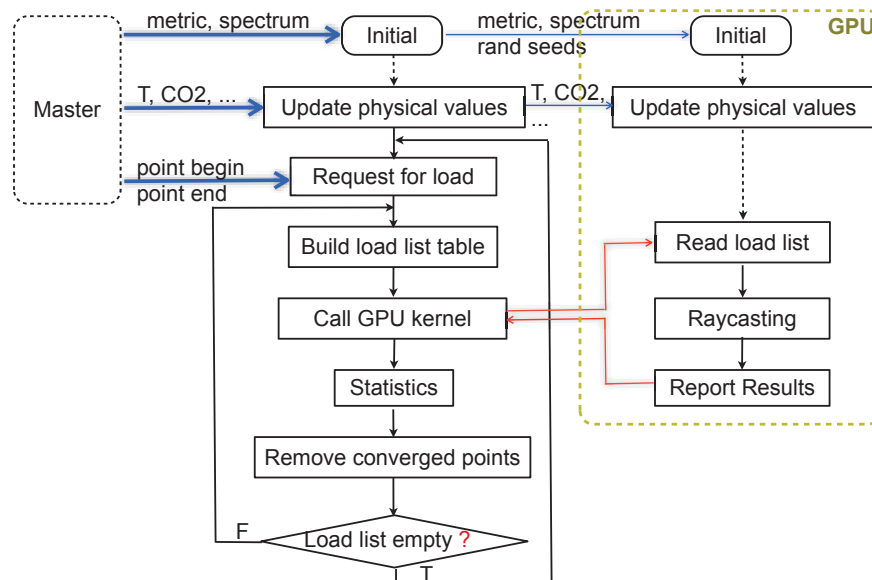 metric, spectrum
Initial
metric, spectrum
rand seeds
Initial
GPU
Master
T, CO2, ...
Update physical values
T, CO2,
...
Update physical values
point begin
point end
Request for load
Build load list table
Read load list
Call GPU kernel
Raycasting
Statistics
Report Results
Remove converged points
F
Load list empty ?
T